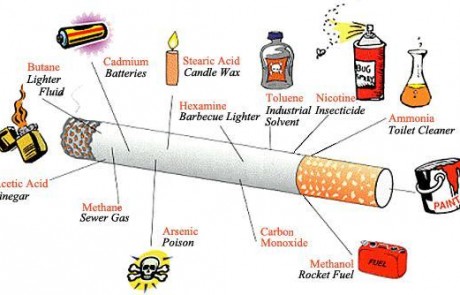 Butane
Lighter
Fluid
Cadmium
Batteries
Stearic Acid
Candle Wax
Hexamine
Barbecue Lighter
Toluene
Industrial
Solvent
Nicotine
Insecticide
BUG
SPRAY
Ammonia
Toilet Cleaner
PAINT
cetic Acid
inegar
Methane
Sewer Gas
Arsenic
Poison
Carbon
Monoxide
Methanol
Rocket Fuel
FUEL